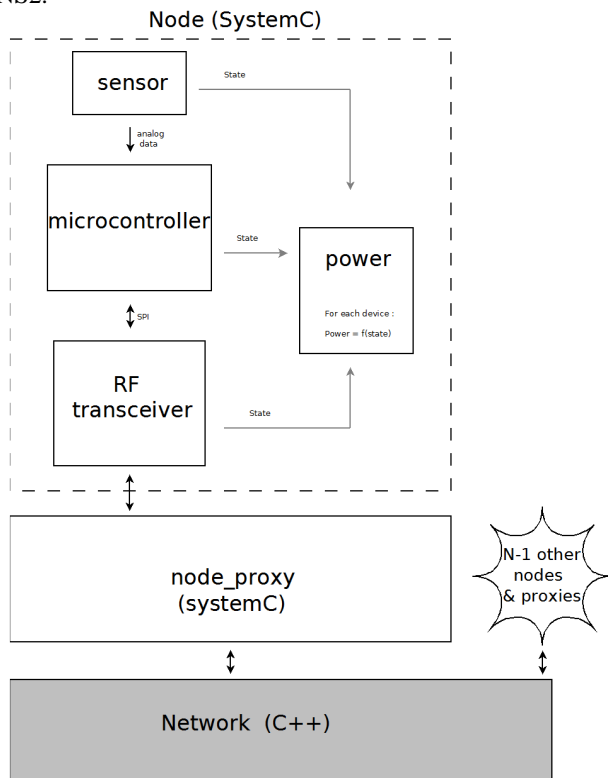 NS2.
Node (SystemC)
sensor
State
analog
data
microcontroller
State
power
For each device :
Power = f(state)
SPI
RF
transceiver
State
node_proxy
(systemC)
N-1 other
nodes
& proxies
Network (C++)